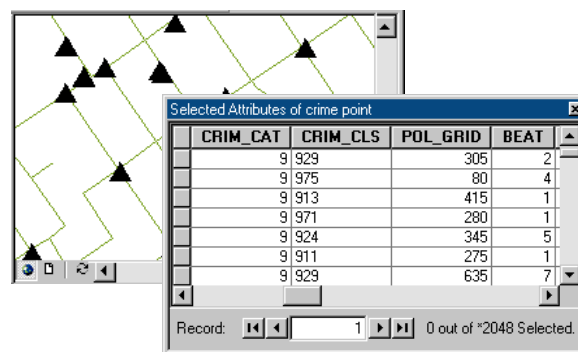 Selected Attributes of crime point
CRIM_CAT CRIM_CLS POL_GRID BEAT
9 929 305 2
9 975 80 4
9 913 415 1
9 971 280 1
9 924 345 5
9 911 275 1
9 929 635 7
Record: 1 0 out of *2048 Selected.